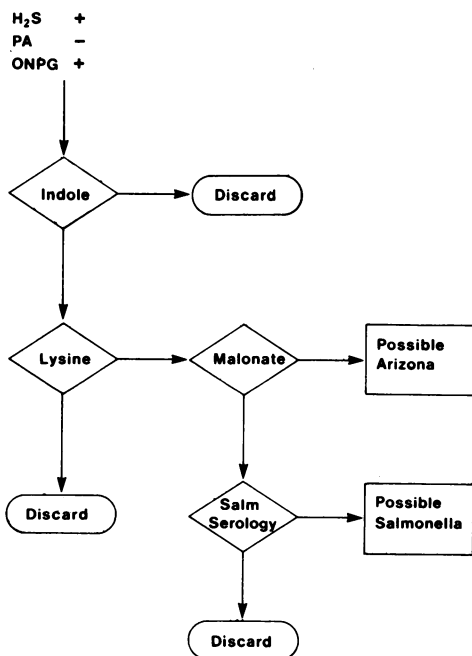 H₂S +
PA –
ONPG +
Indole
Discard
Lysine
Malonate
Possible
Arizona
Discard
Salm
Serology
Possible
Salmonella
Discard